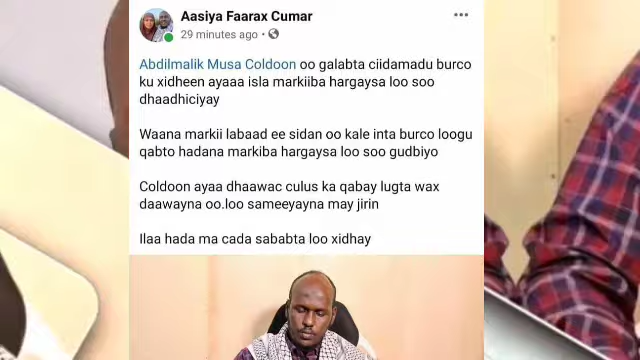 Aasiya Faarax Cumar
29 minutes ago
Abdilmalik Musa Coldoon oo galabta ciidamadu burco
ku xidheen ayaaa isla markiiba hargaysa loo soo
dhaadhiciyay
Waana markii labaad ee sidan oo kale inta burco loogu
qabto hadana markiba hargaysa loo soo gudbiyo
Coldoon ayaa dhaawac culus ka qabay lugta wax
daawayna oo.loo sameeyayna may jirin
Ilaa hada ma cada sababta loo xidhay